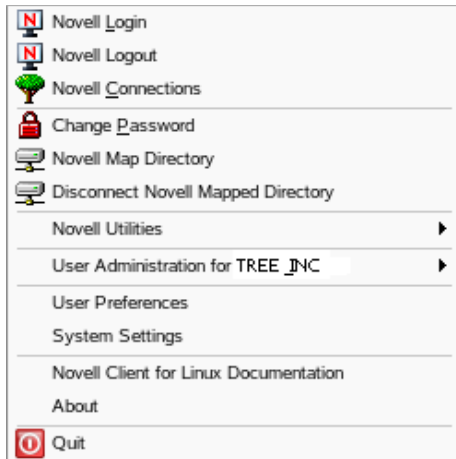 N Novell Login
N Novell Logout
Novell Connections
Change Password
Novell Map Directory
Disconnect Novell Mapped Directory
Novell Utilities
User Administration for TREE_INC
User Preferences
System Settings
Novell Client for Linux Documentation
About
Quit